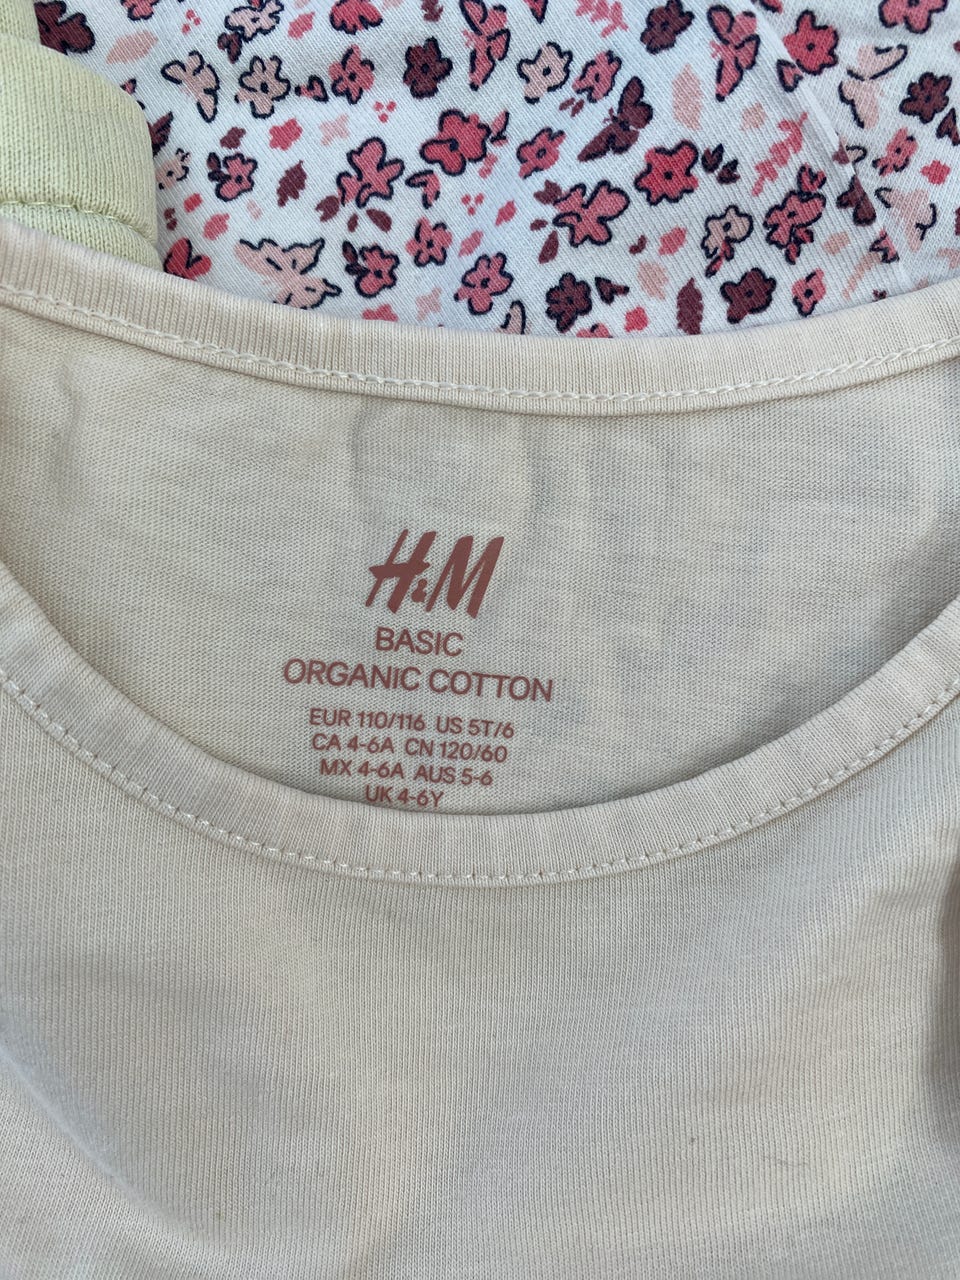 H&M
BASIC
ORGANIC COTTON
EUR 110/116 US 5T/6
CA 4-6A CN 120/60
MX 4-6A AUS 5-6
UK 4-6Y